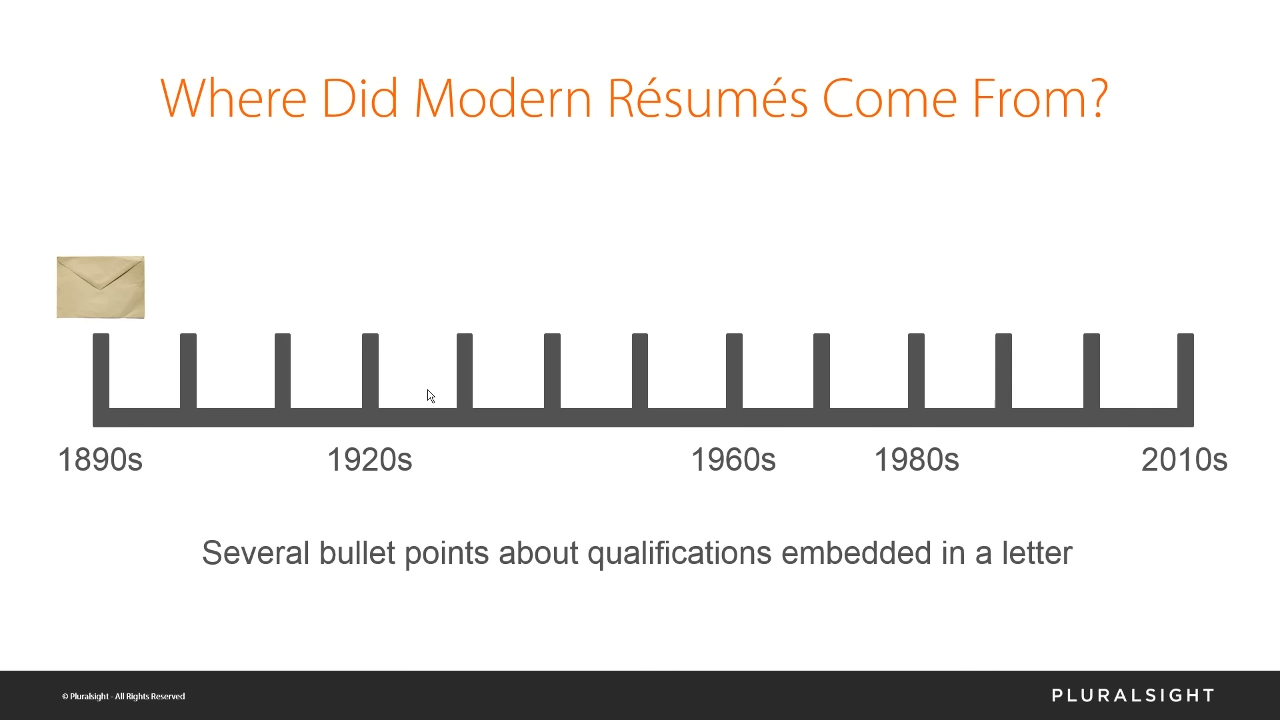 Where Did Modern Résumés Come From?
1890s 1920s 1960s 1980s 2010s
Several bullet points about qualifications embedded in a letter
© Pluralsight - All Rights Reserved PLURALSIGHT